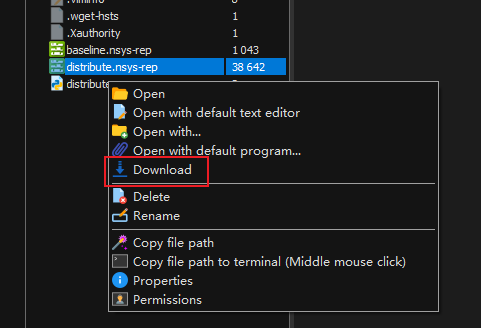 .wget-hsts 1
.Xauthority 1
baseline.nsys-rep 1 043
distribute.nsys-rep 38 642
distribute
Open
Open with default text editor
Open with...
Open with default program...
Download
Delete
Rename
Copy file path
Copy file path to terminal (Middle mouse click)
Properties
Permissions